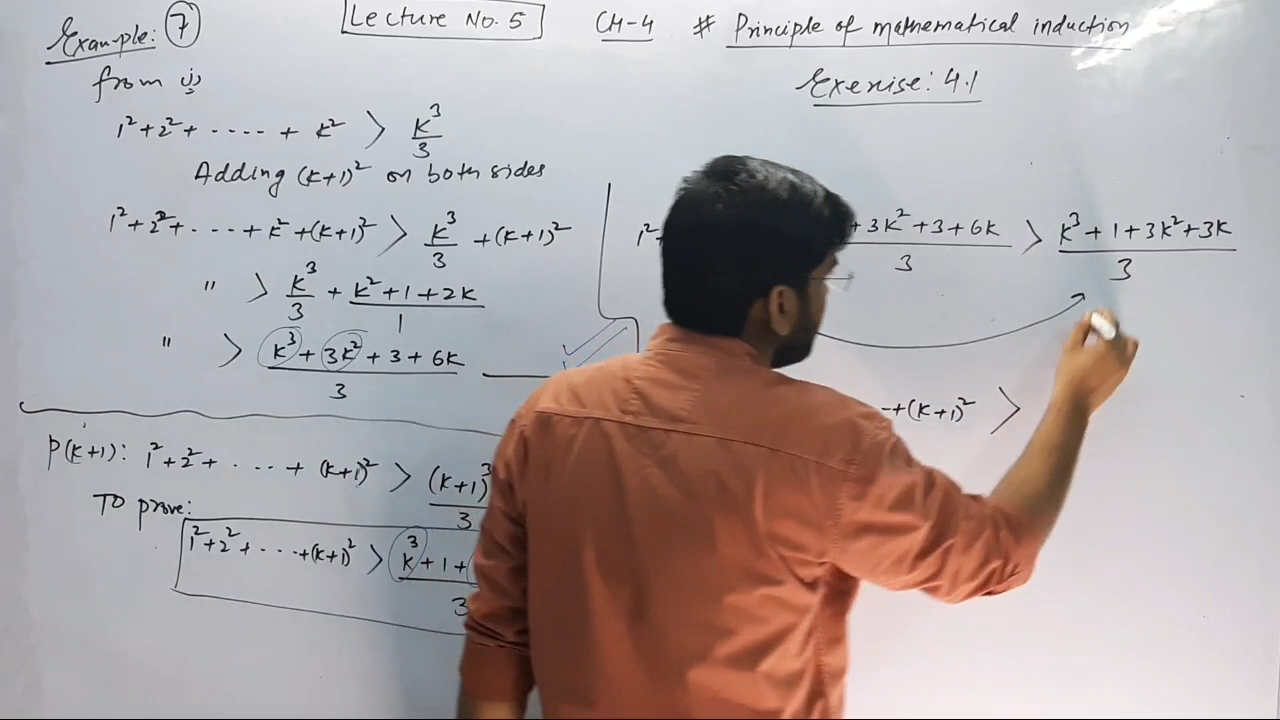 Example: 7
Lecture No. 5
CH-4 # Principle of mathematical induction
Exercise: 4.1
from (i)
1²+2²+ ---- + k² > k³/3
Adding (k+1)² on both sides
1²+2²+ ---- + k² +(k+1)² > k³/3 +(k+1)²
" > k³/3 + k²+1+2k/1
" > k³+3k²+3+6k/3
P(k+1): 1²+2²+ ---- + (k+1)² > (k+1)³/3
To prove:
1²+2²+ ---+(k+1)² > k³+1+
3
1²+
+3k²+3+6k/3 > k³+1+3k²+3k/3
-+(k+1)² >